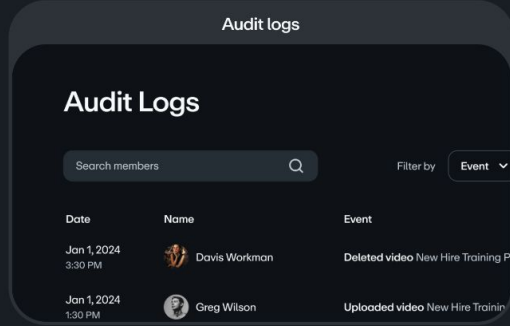 Audit logs
Audit Logs
Search members
Filter by Event
Date Name Event
Jan 1, 2024
3:30 PM
Davis Workman
Deleted video New Hire Training P
Jan 1, 2024
1:30 PM
Greg Wilson
Uploaded video New Hire Trainin